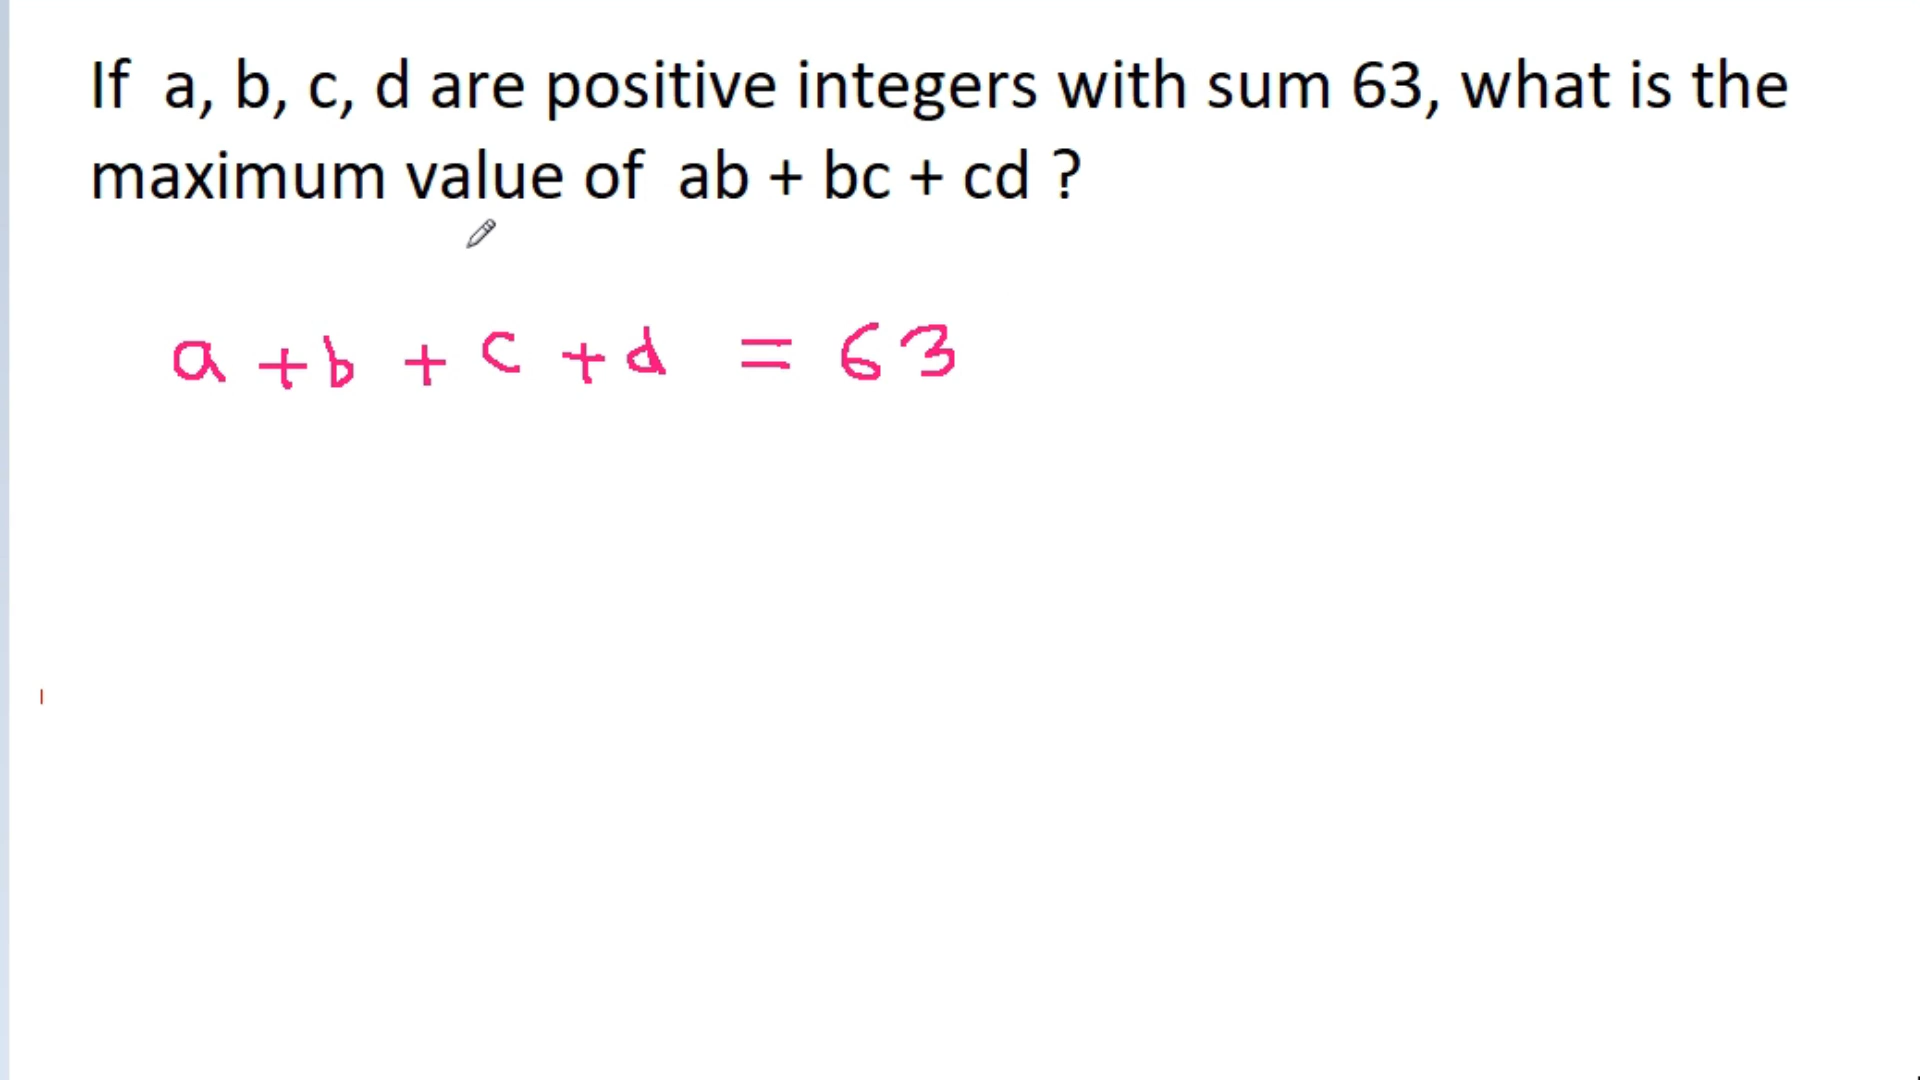 If a, b, c, d are positive integers with sum 63, what is the
maximum value of ab + bc + cd ?
a + b + c + d = 63